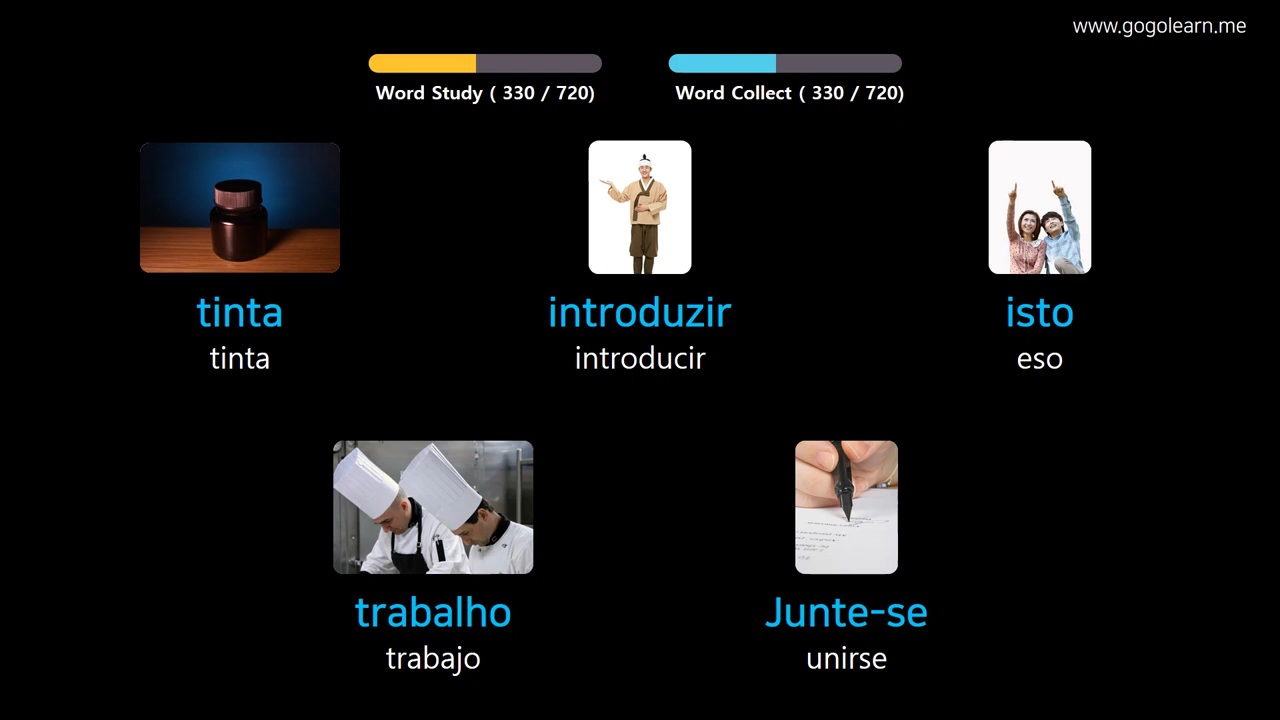 www.gogolearn.me
Word Study ( 330 / 720)
Word Collect ( 330 / 720)
tinta
tinta
introduzir
introducir
isto
eso
trabalho
trabajo
Junte-se
unirse